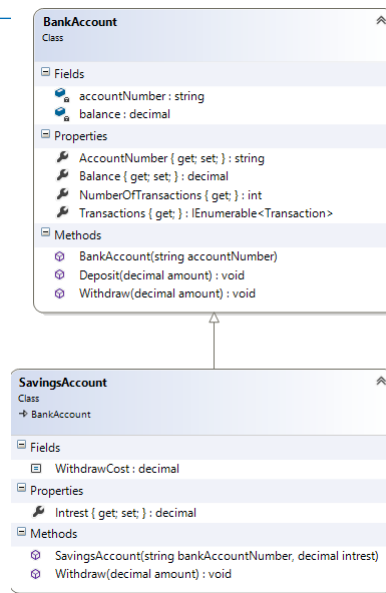 BankAccount
Class
Fields
accountNumber : string
balance : decimal
Properties
AccountNumber { get; set; } : string
Balance { get; set; } : decimal
NumberOfTransactions { get; } : int
Transactions { get; } : IEnumerable<Transaction>
Methods
BankAccount(string accountNumber)
Deposit(decimal amount) : void
Withdraw(decimal amount) : void
SavingsAccount
Class
BankAccount
Fields
WithdrawCost : decimal
Properties
Intrest { get; set; } : decimal
Methods
SavingsAccount(string bankAccountNumber, decimal intrest)
Withdraw(decimal amount) : void